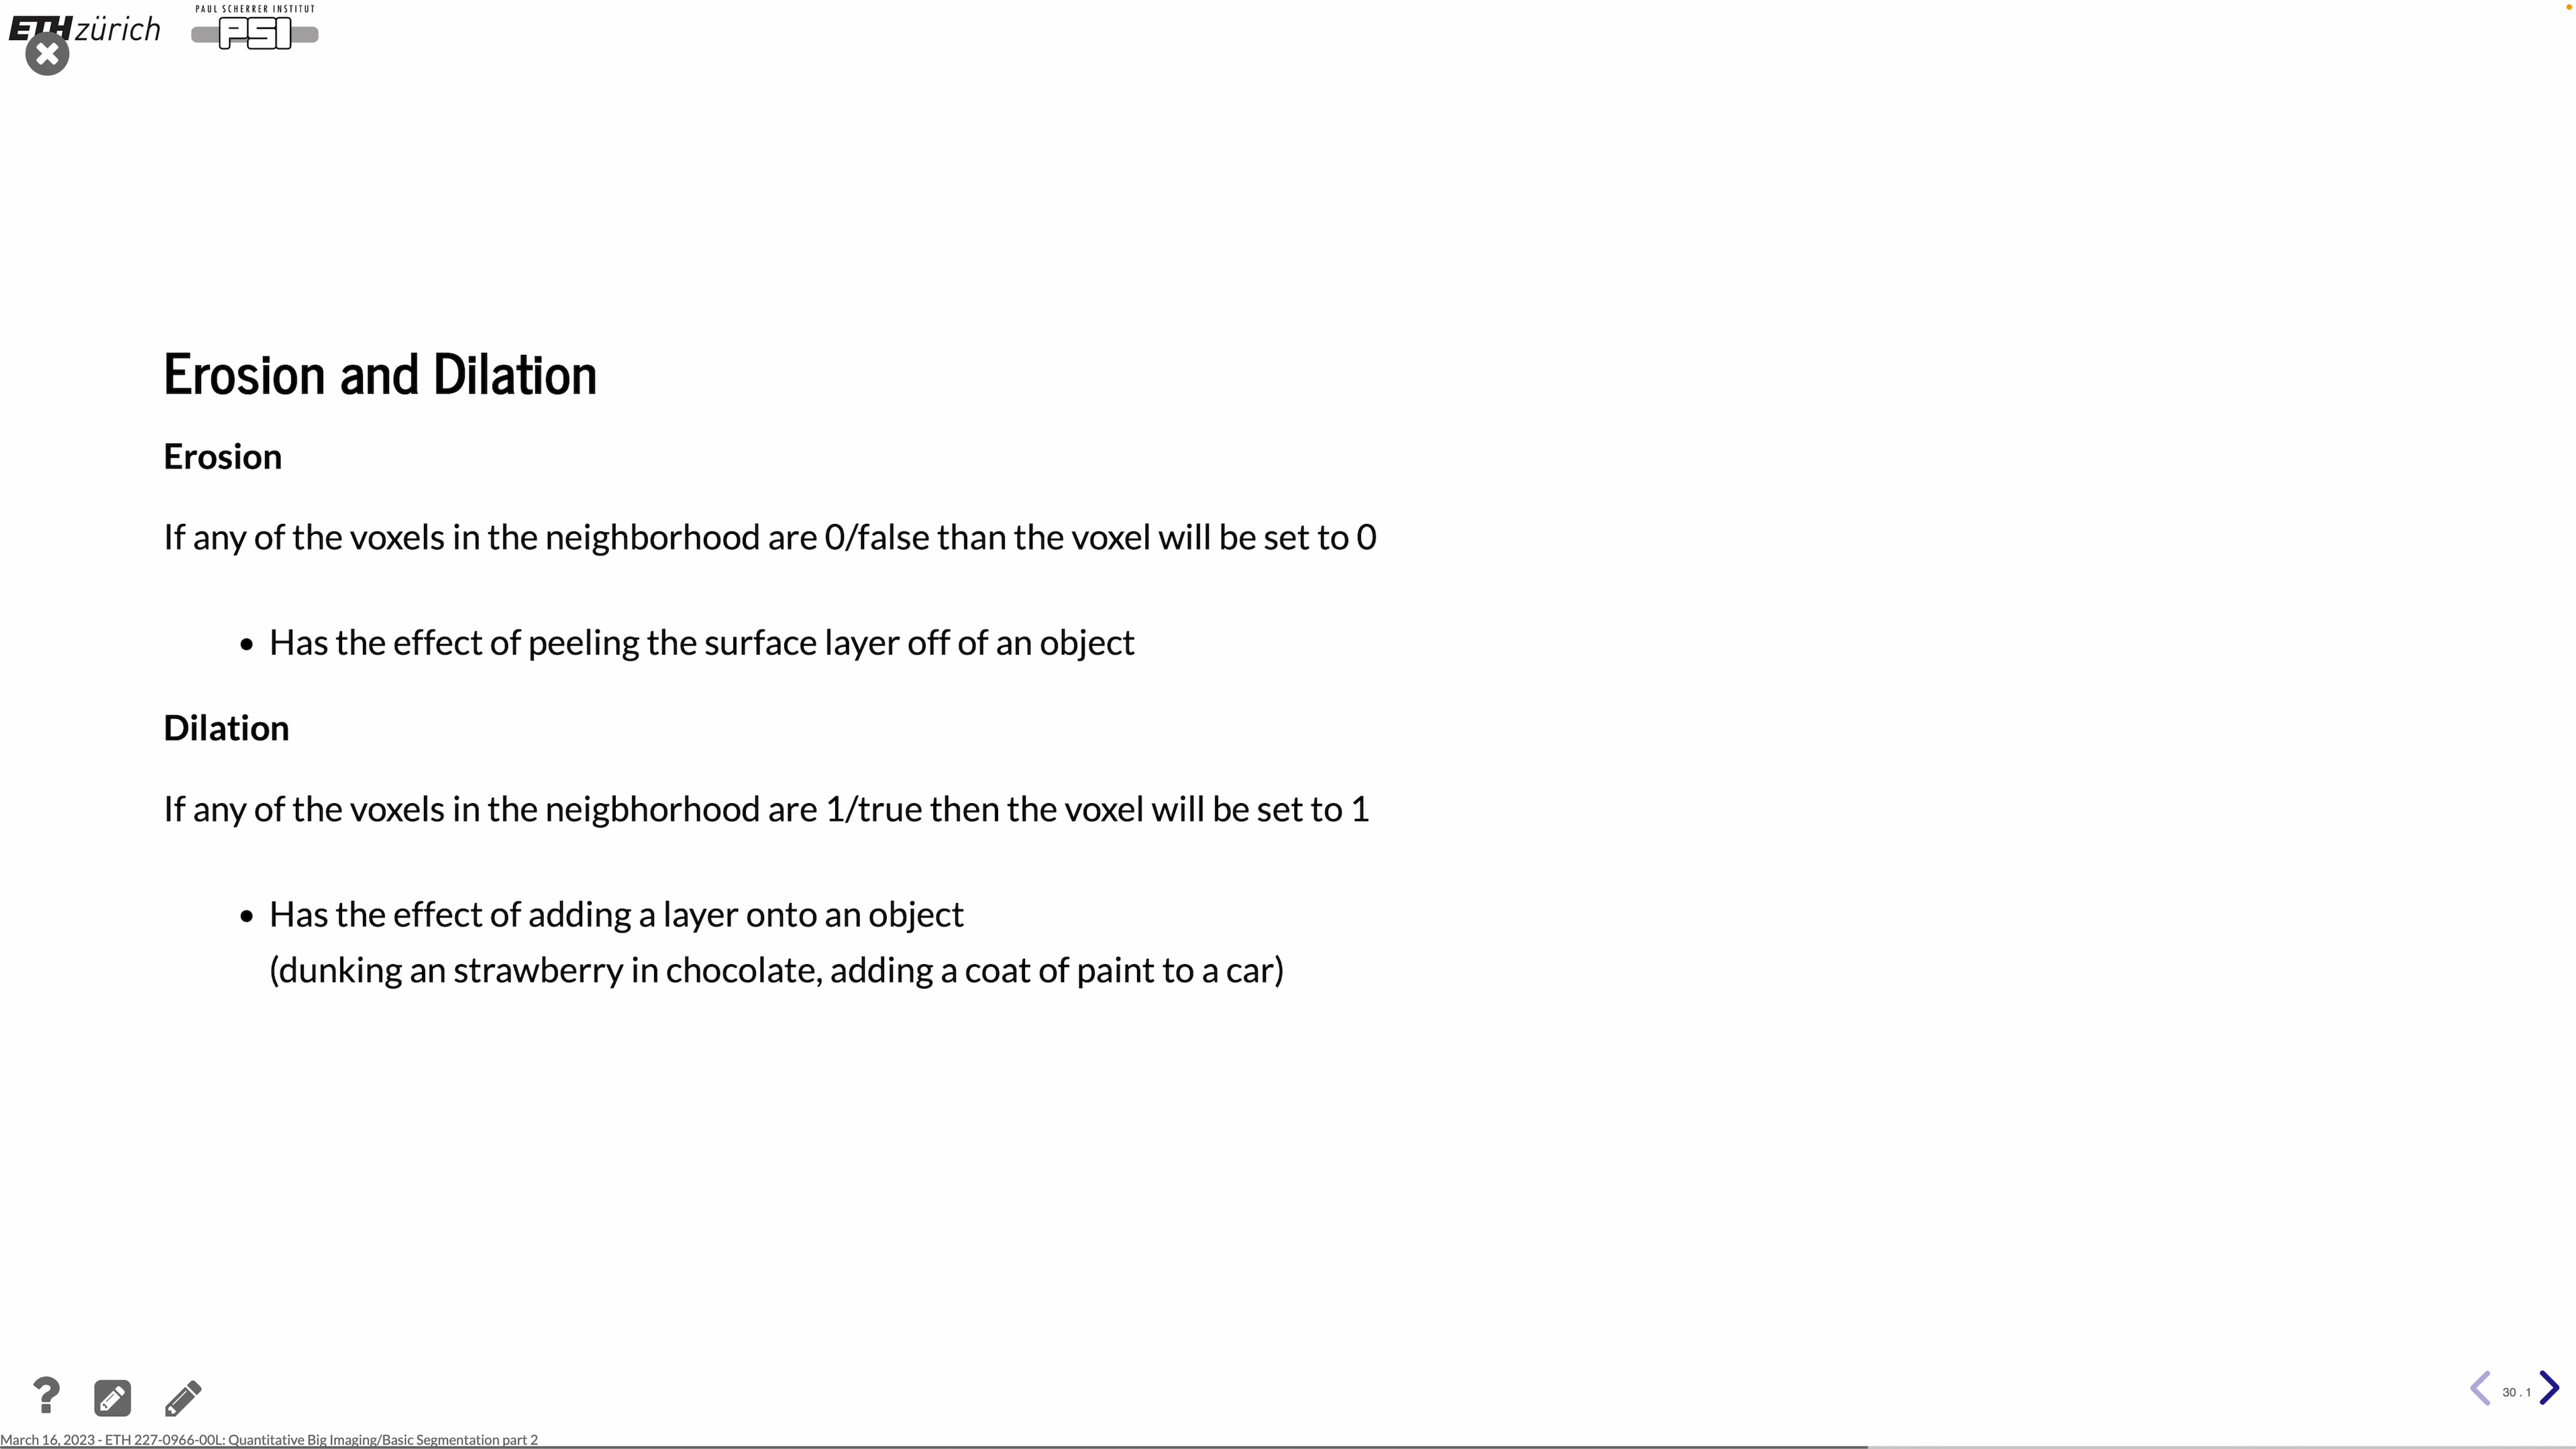 ETH zürich
PAUL SCHERRER INSTITUT
PSI
Erosion and Dilation
Erosion
If any of the voxels in the neighborhood are 0/false than the voxel will be set to 0
• Has the effect of peeling the surface layer off of an object
Dilation
If any of the voxels in the neigbhorhood are 1/true then the voxel will be set to 1
• Has the effect of adding a layer onto an object
(dunking an strawberry in chocolate, adding a coat of paint to a car)
30 . 1
March 16, 2023 - ETH 227-0966-00L: Quantitative Big Imaging/Basic Segmentation part 2